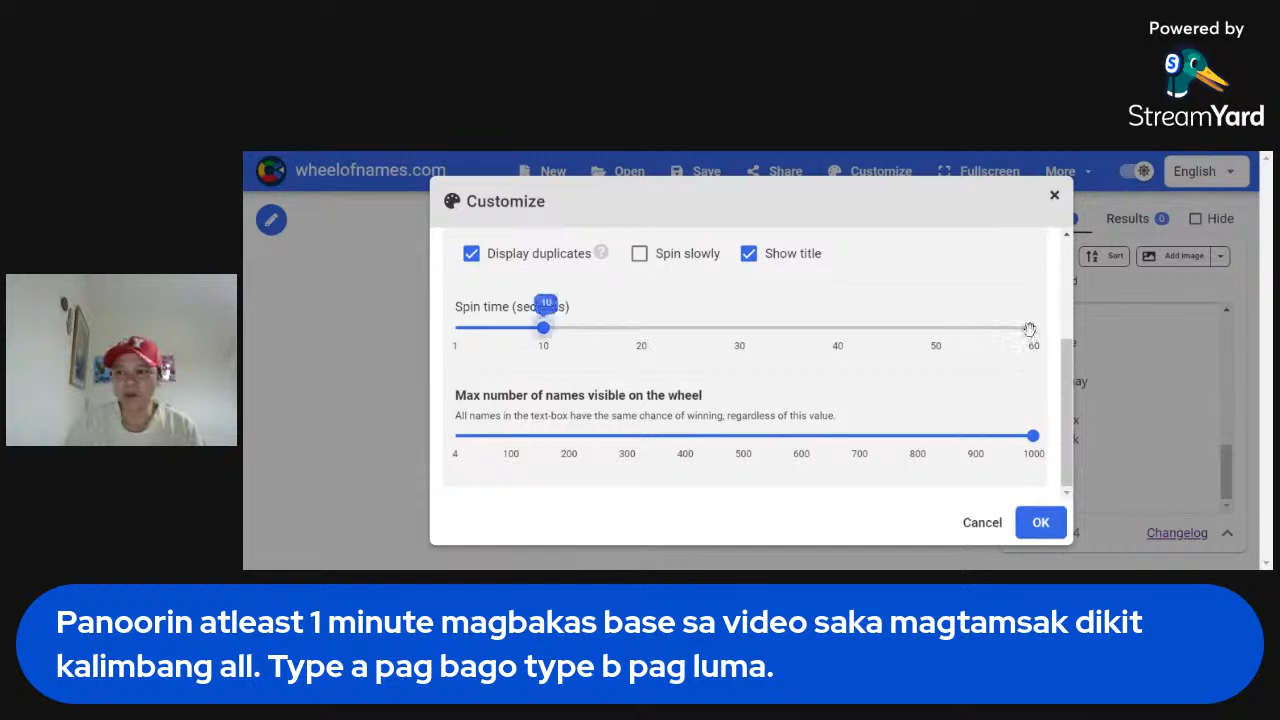 Powered by
StreamYard
wheelofnames.com New Open Save Share Customize Fullscreen More English
Customize
Results 0 Hide
Display duplicates ? Spin slowly Show title
Sort Add image
Spin time (sec s)
10
1 10 20 30 40 50 60
Max number of names visible on the wheel
All names in the text-box have the same chance of winning, regardless of this value.
4 100 200 300 400 500 600 700 800 900 1000
Cancel OK
Changelog
Panoorin atleast 1 minute magbakas base sa video saka magtamsak dikit
kalimbang all. Type a pag bago type b pag luma.